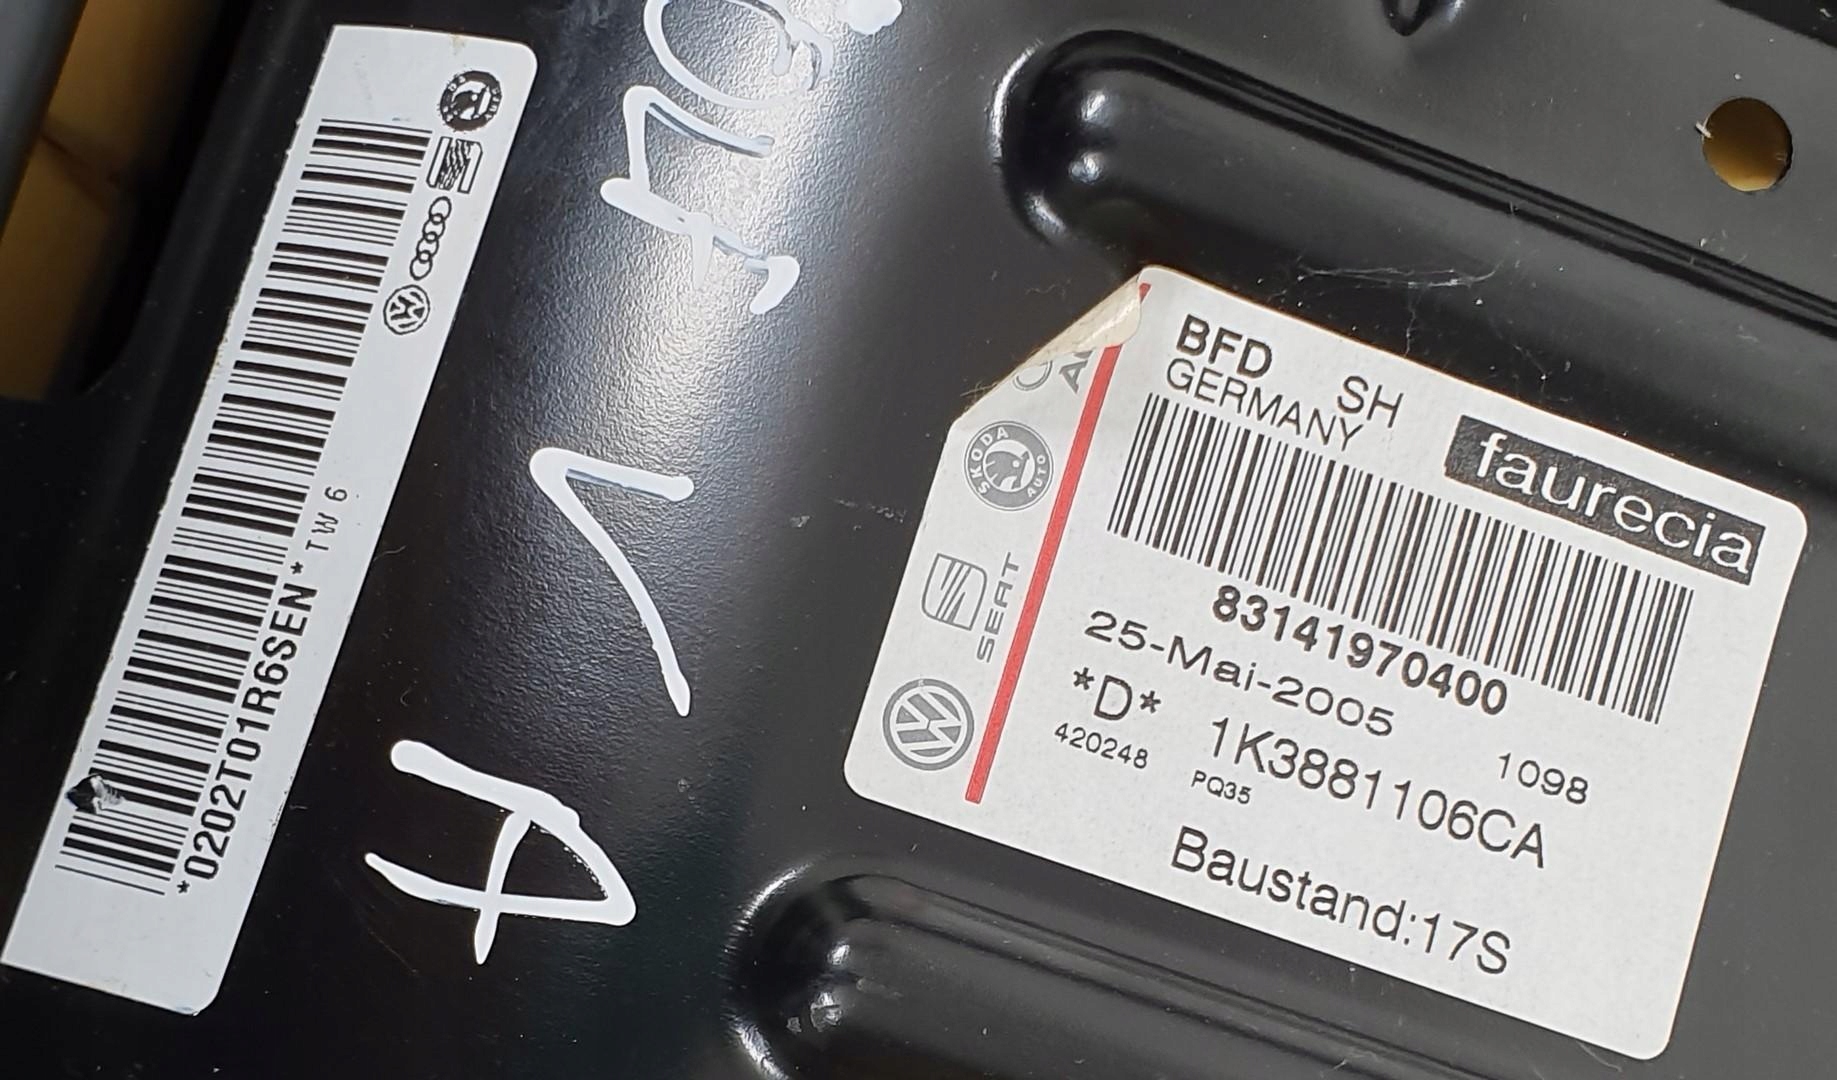 *0202T01R6SEN* TW 6
A 1
BFD SH
GERMANY
faurecia
83141970400
25-Mai-2005 1098
*D* 1K3881106CA
420248 PQ35
Baustand:17S
SKODA AUTO
SEAT